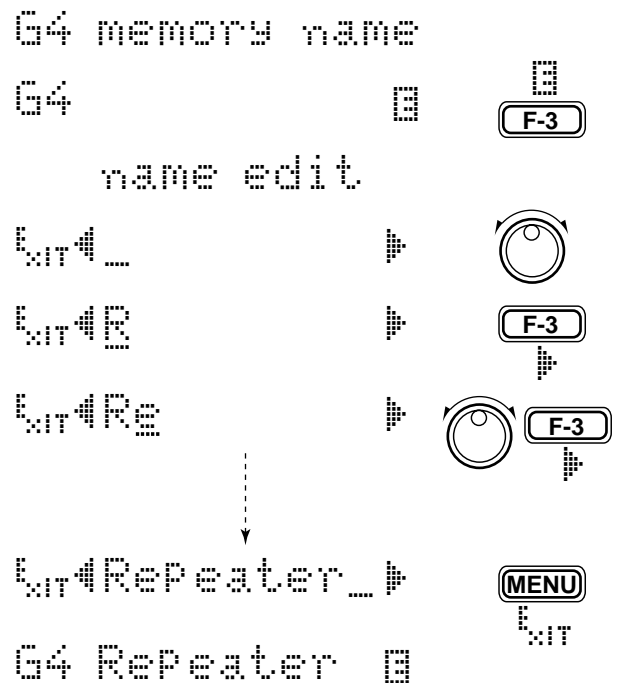 G4 memory name
G4 E E
F-3
name edit
EXIT◀_ ▶
EXIT◀R ▶ F-3
▶
EXIT◀Re ▶ F-3
▶
EXIT◀Repeater_▶ MENU
EXIT
G4 Repeater E